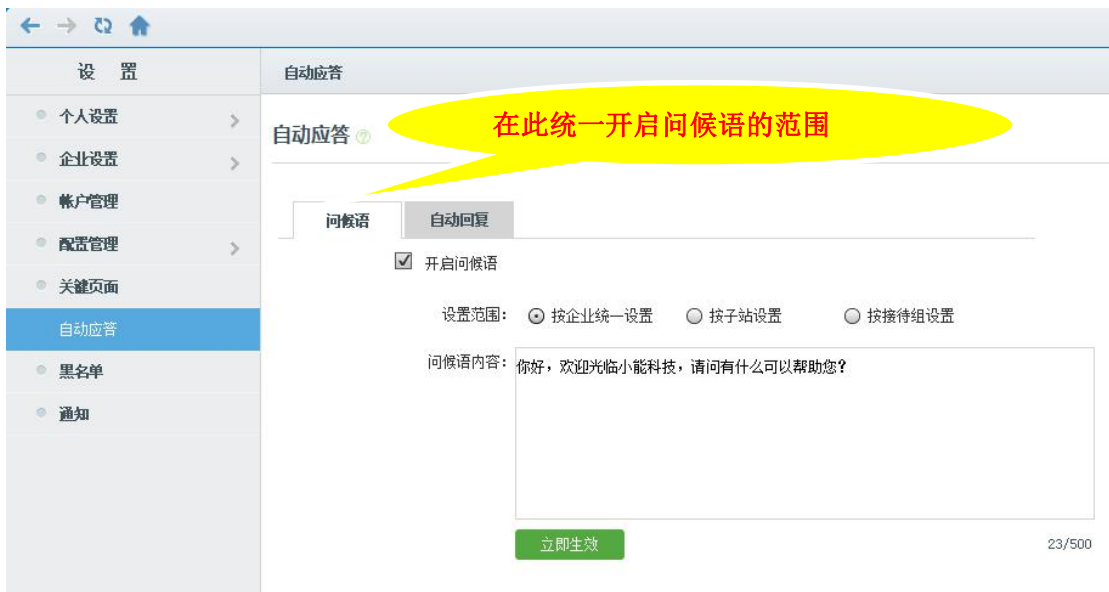 设 置
自动应答
个人设置
企业设置
帐户管理
配置管理
关键页面
自动应答
黑名单
通知
自动应答
在此统一开启问候语的范围
问候语 自动回复
开启问候语
设置范围： 按企业统一设置 按子站设置 按接待组设置
问候语内容： 你好，欢迎光临小能科技，请问有什么可以帮助您？
立即生效 23/500